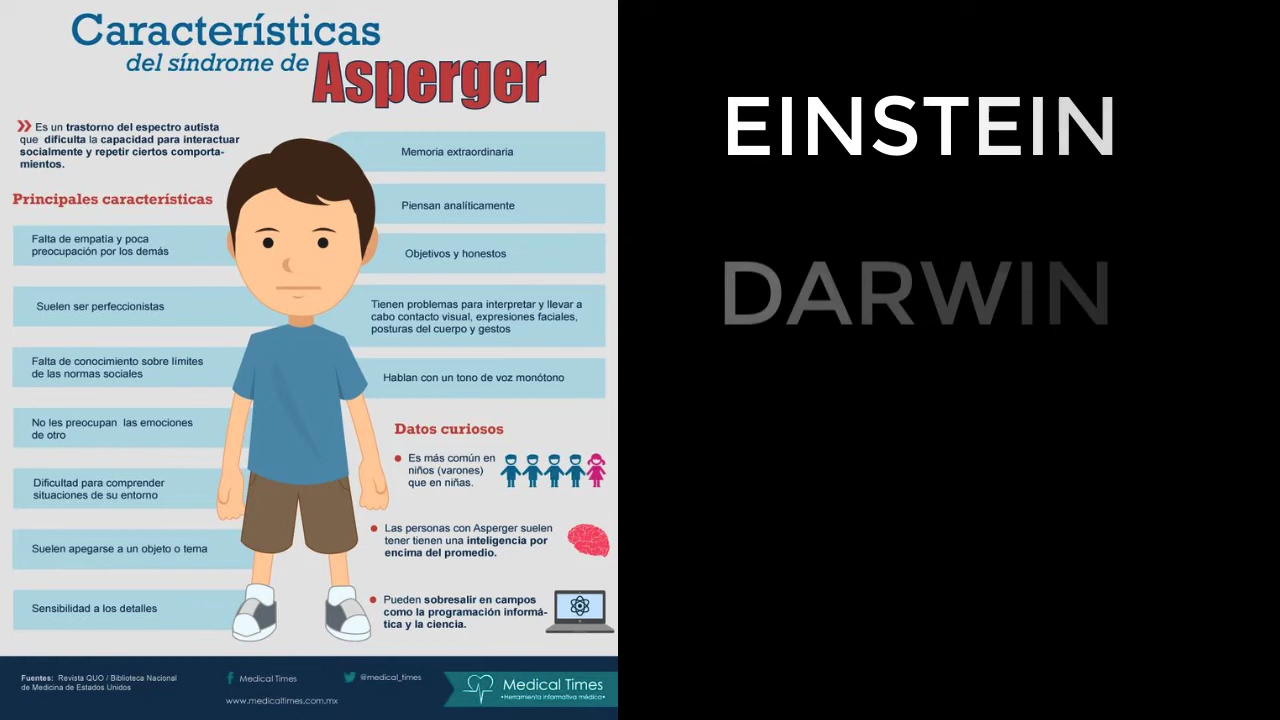 Características
del síndrome de Asperger
Es un trastorno del espectro autista
que dificulta la capacidad para interactuar
socialmente y repetir ciertos comporta-
mientos.
Principales características
Falta de empatía y poca
preocupación por los demás
Suelen ser perfeccionistas
Falta de conocimiento sobre límites
de las normas sociales
No les preocupan las emociones
de otro
Dificultad para comprender
situaciones de su entorno
Suelen apegarse a un objeto o tema
Sensibilidad a los detalles
Memoria extraordinaria
Piensan analíticamente
Objetivos y honestos
Tienen problemas para interpretar y llevar a
cabo contacto visual, expresiones faciales,
posturas del cuerpo y gestos
Hablan con un tono de voz monótono
Datos curiosos
Es más común en
niños (varones)
que en niñas.
Las personas con Asperger suelen
tener tienen una inteligencia por
encima del promedio.
Pueden sobresalir en campos
como la programación informá-
tica y la ciencia.
Fuentes: Revista QUO / Biblioteca Nacional
de Medicina de Estados Unidos
Medical Times
@medical_times
www.medicaltimes.com.mx
Medical Times
•Herramienta informativa médica•
EINSTEIN
DARWIN